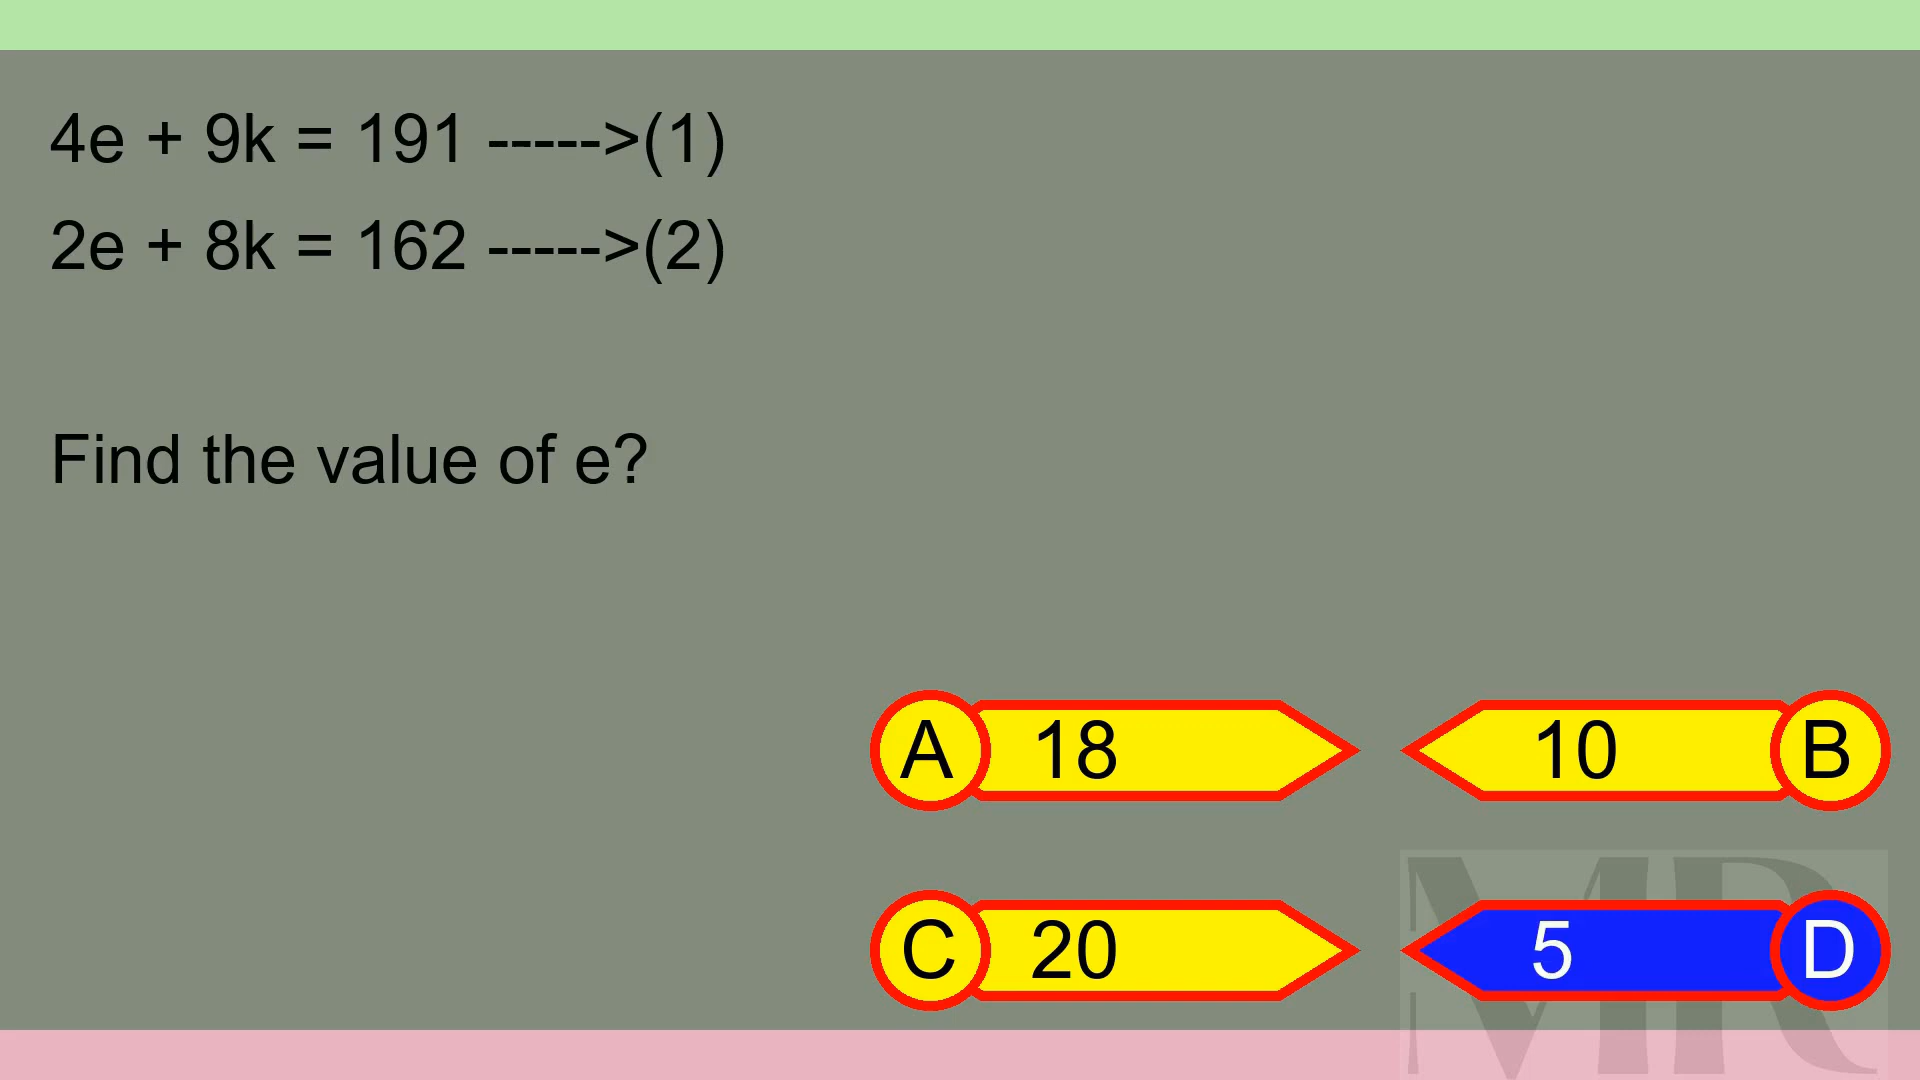 4e + 9k = 191 ----->(1)
2e + 8k = 162 ----->(2)
Find the value of e?
A 18
10 B
C 20
5 D
MR